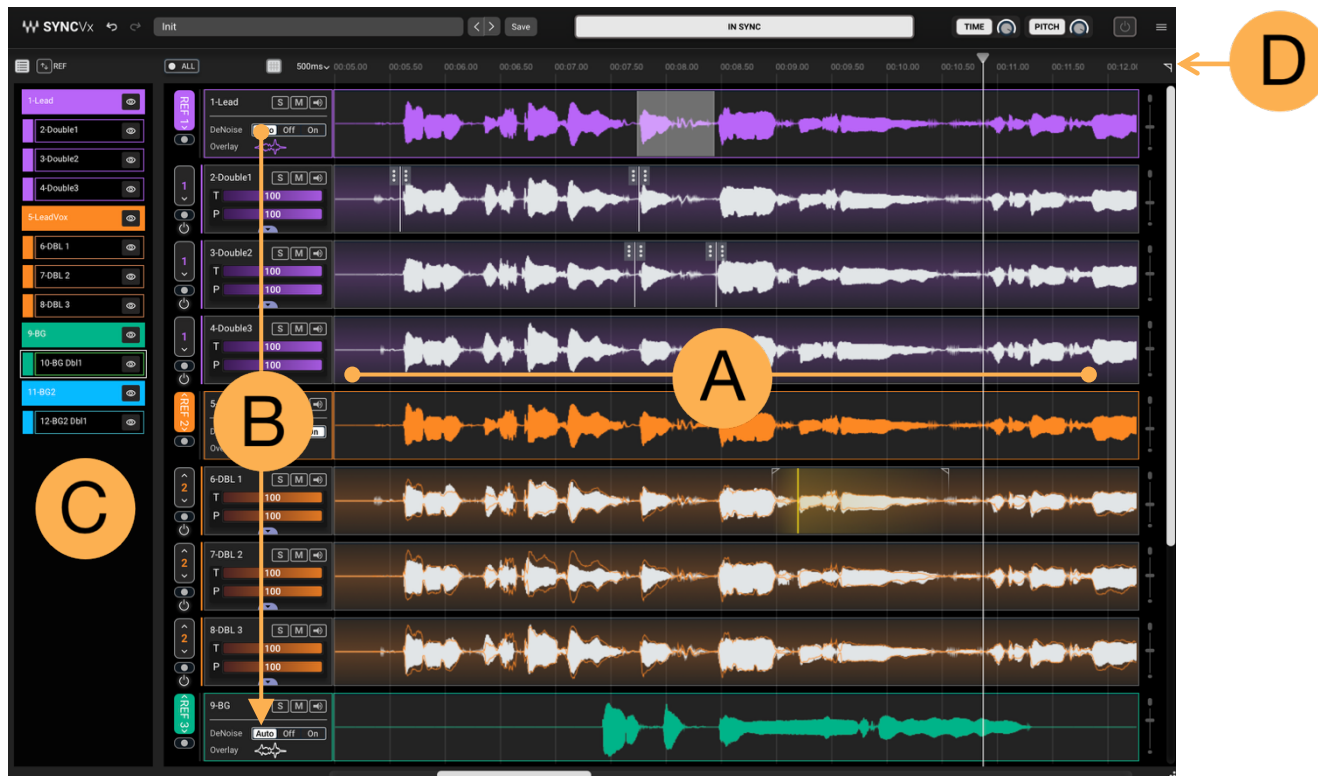 SYNCVx Init Save IN SYNC TIME PITCH
REF ALL 500ms 00:05.00 00:05.50 00:06.00 00:06.50 00:07.00 00:07.50 00:08.00 00:08.50 00:09.00 00:09.50 00:10.00 00:10.50 00:11.00 00:11.50 00:12.0
D
1-Lead
2-Double1
3-Double2
4-Double3
5-LeadVox
6-DBL 1
7-DBL 2
8-DBL 3
9-BG
10-BG Dbl1
11-BG2
12-BG2 Dbl1
C
REF 1
1-Lead S M
DeNoise Off On
Overlay
1
2-Double1 S M
T 100
P 100
1
3-Double2 S M
T 100
P 100
1
4-Double3 S M
T 100
P 100
A
B
REF 2
2
6-DBL 1 S M
T 100
P 100
2
7-DBL 2 S M
T 100
P 100
2
8-DBL 3 S M
T 100
P 100
REF 3
9-BG S M
DeNoise Auto Off On
Overlay